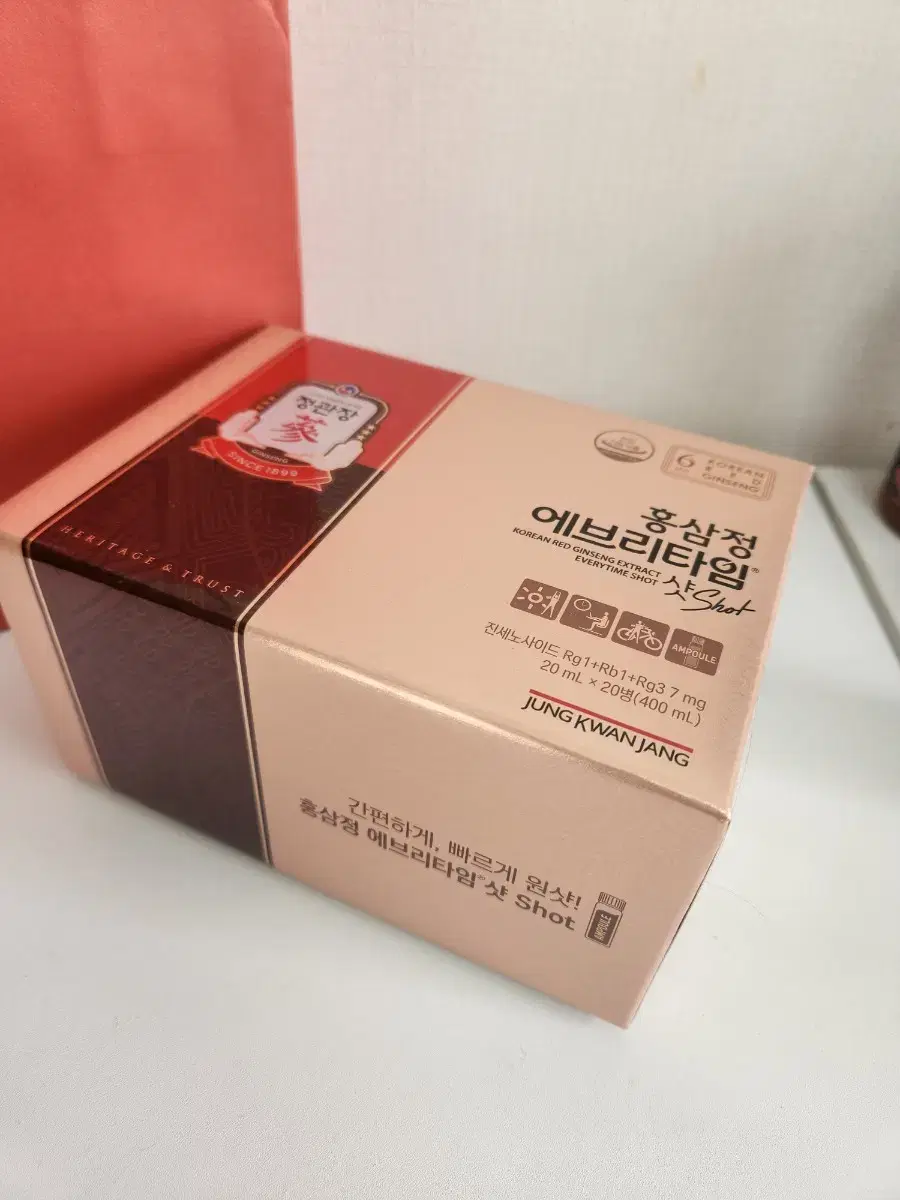 정관장
蔘
GINSENG
SINCE 1899
HERITAGE & TRUST
6
KOREAN
RED
GINSENG
홍삼정
에브리타임®
KOREAN RED GINSENG EXTRACT
EVERYTIME SHOT
샷 Shot
AMPOULE
진세노사이드 Rg1+Rb1+Rg3 7 mg
20 mL × 20병(400 mL)
JUNG KWAN JANG
간편하게, 빠르게 원샷!
홍삼정 에브리타임® 샷 Shot
AMPOULE